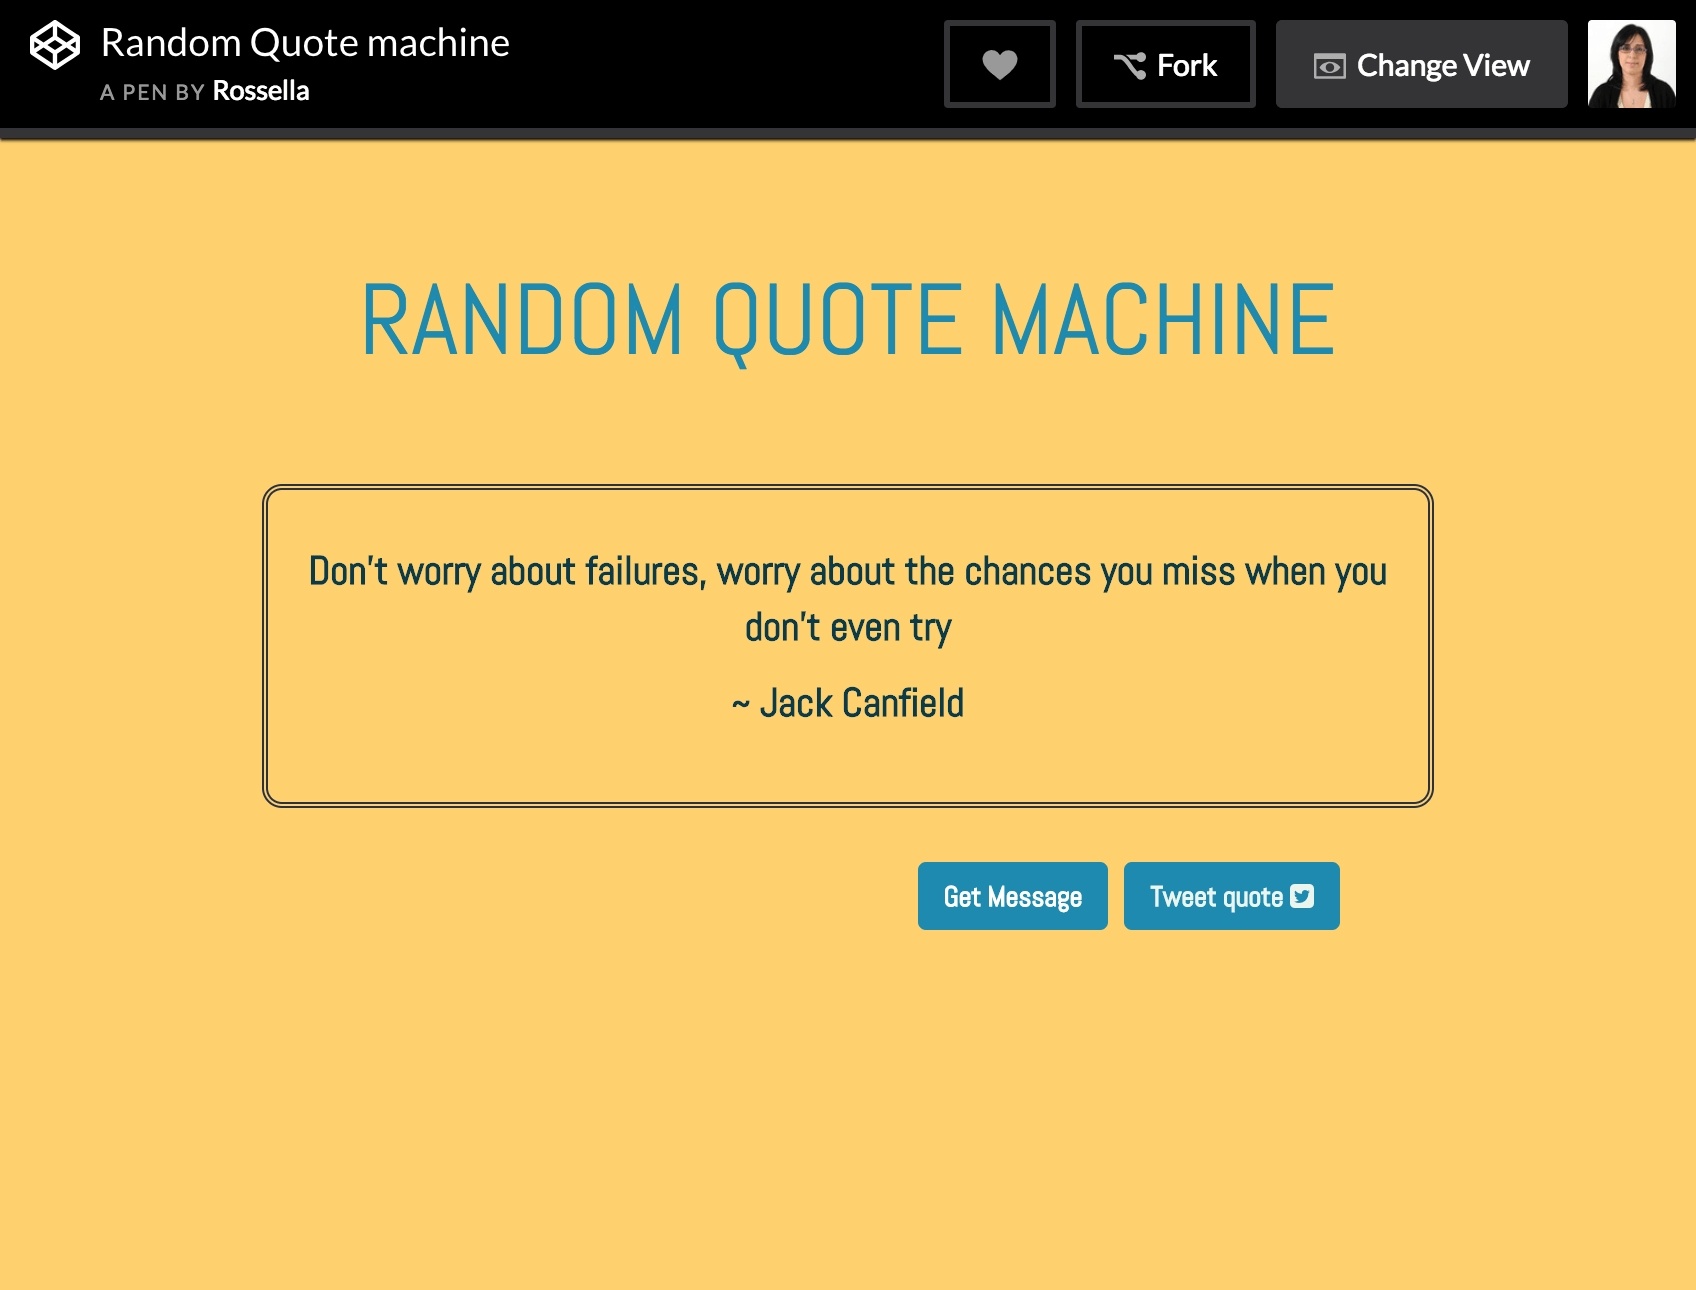 Random Quote machine
A PEN BY Rossella
Fork
Change View
RANDOM QUOTE MACHINE
Don't worry about failures, worry about the chances you miss when you
don't even try
~ Jack Canfield
Get Message
Tweet quote